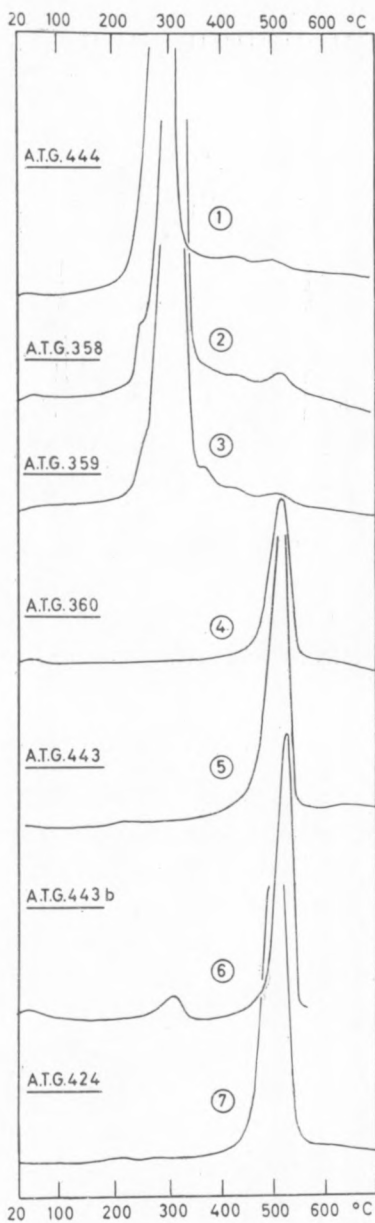 20 100 200 300 400 500 600 °C
A.T.G. 444
①
②
A.T.G. 358
③
A.T.G. 359
A.T.G. 360
④
A.T.G. 443
⑤
A.T.G. 443 b
⑥
A.T.G. 424
⑦
20 100 200 300 400 500 600 °C